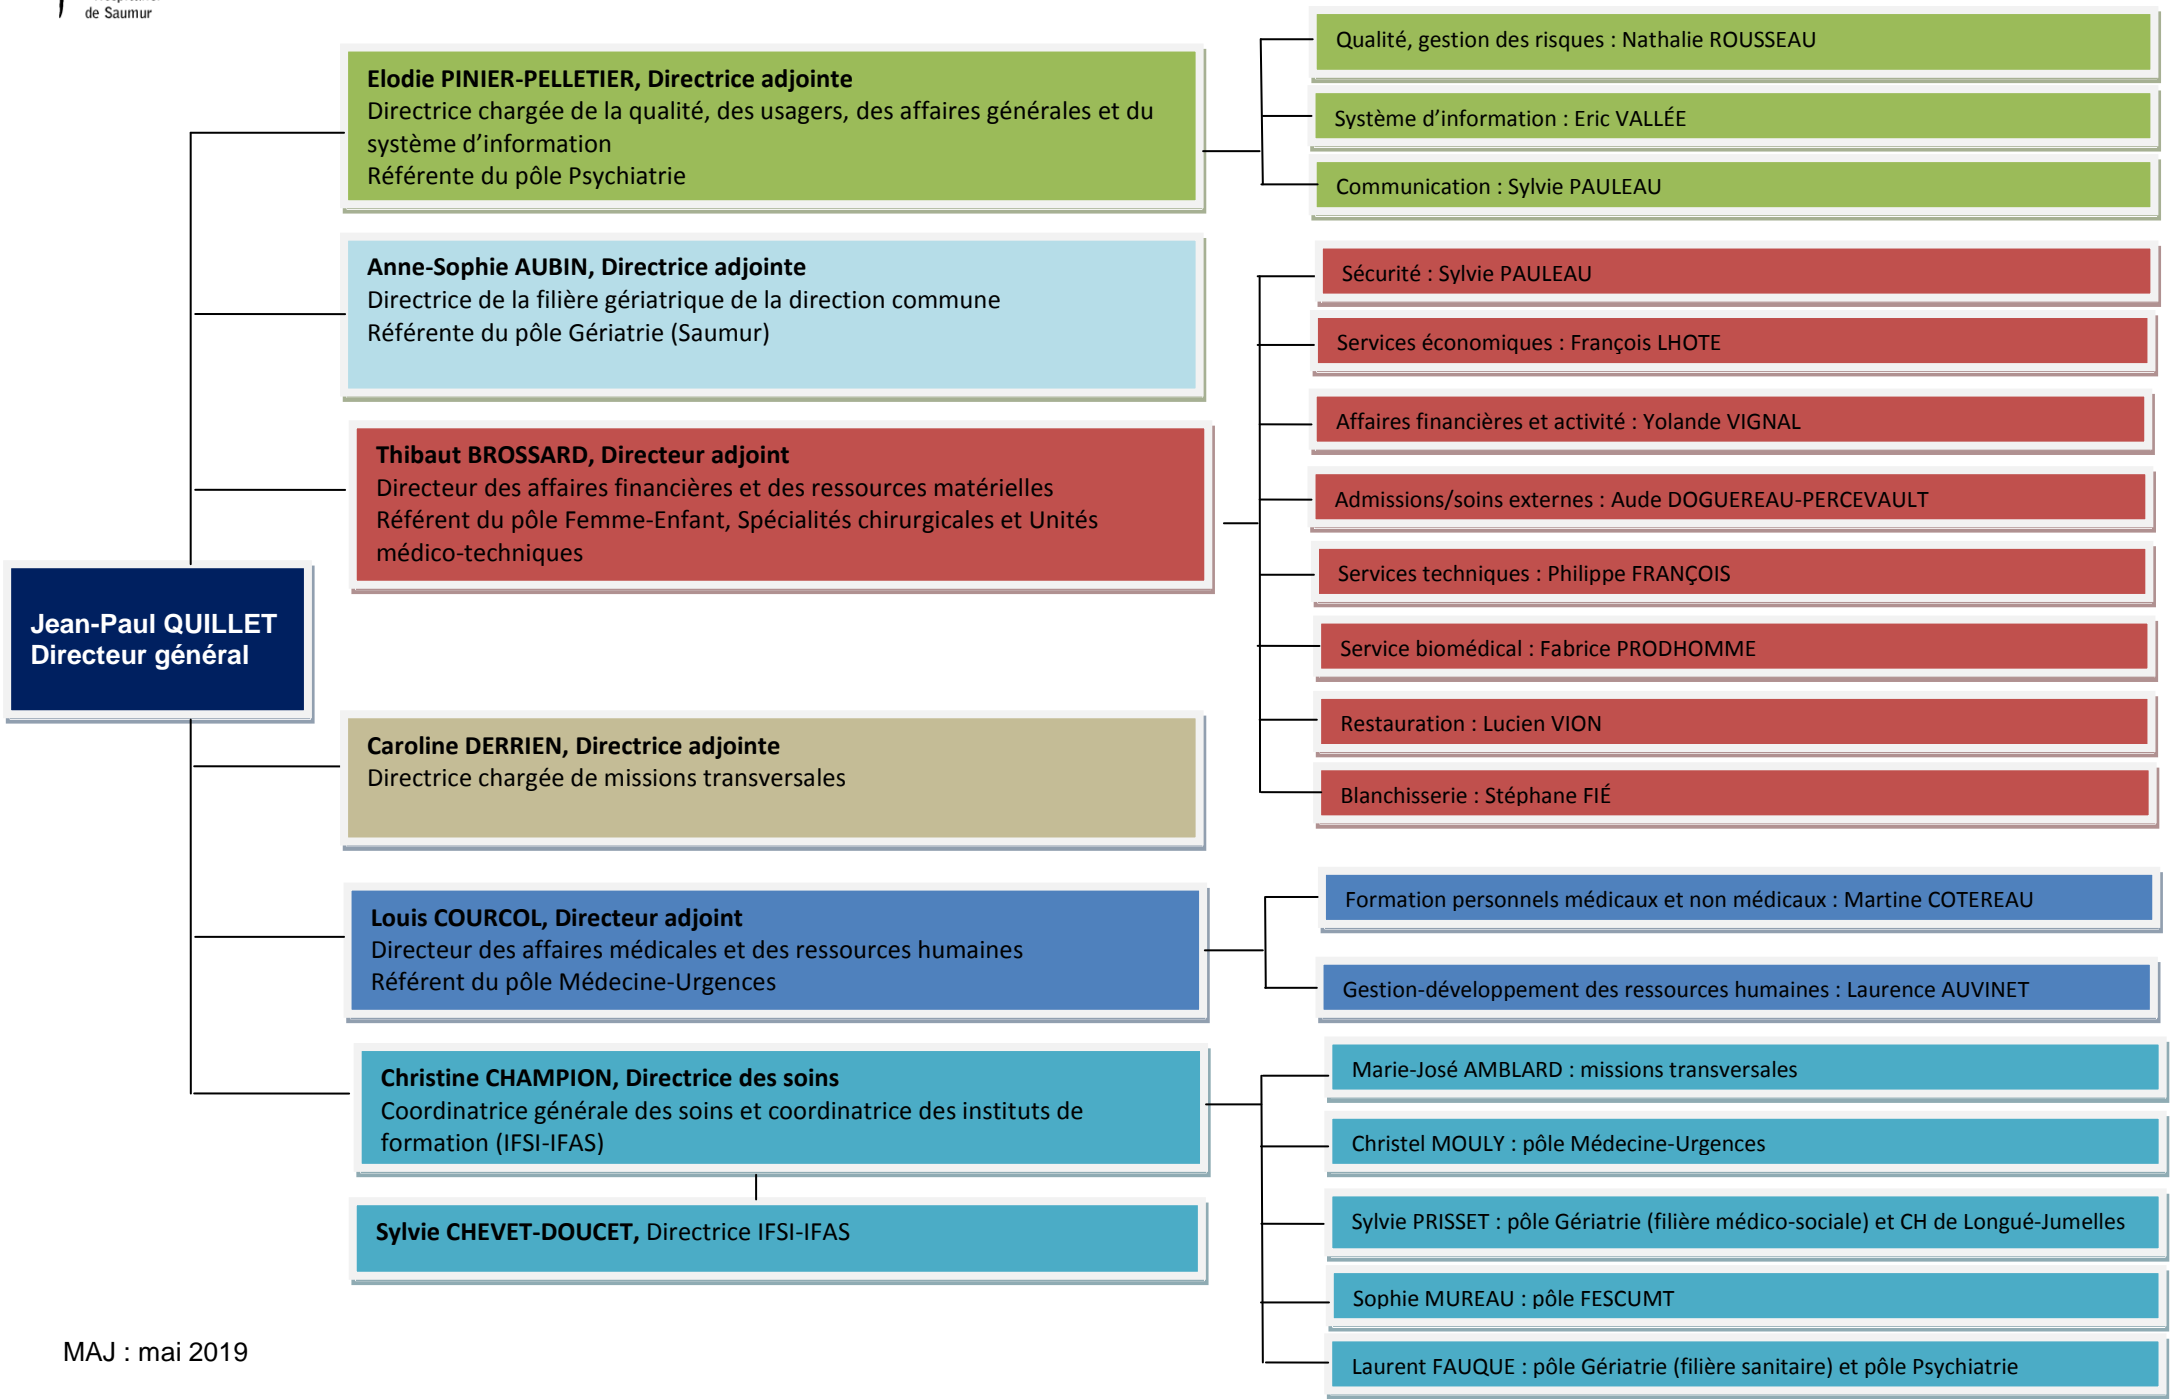 de Saumur
Elodie PINIER-PELLETIER, Directrice adjointe
Directrice chargée de la qualité, des usagers, des affaires générales et du
système d’information
Référente du pôle Psychiatrie
Qualité, gestion des risques : Nathalie ROUSSEAU
Système d’information : Eric VALLÉE
Communication : Sylvie PAULEAU
Anne-Sophie AUBIN, Directrice adjointe
Directrice de la filière gériatrique de la direction commune
Référente du pôle Gériatrie (Saumur)
Thibaut BROSSARD, Directeur adjoint
Directeur des affaires financières et des ressources matérielles
Référent du pôle Femme-Enfant, Spécialités chirurgicales et Unités
médico-techniques
Sécurité : Sylvie PAULEAU
Services économiques : François LHOTE
Affaires financières et activité : Yolande VIGNAL
Admissions/soins externes : Aude DOGUEREAU-PERCEVAULT
Services techniques : Philippe FRANÇOIS
Service biomédical : Fabrice PRODHOMME
Restauration : Lucien VION
Blanchisserie : Stéphane FIÉ
Jean-Paul QUILLET
Directeur général
Caroline DERRIEN, Directrice adjointe
Directrice chargée de missions transversales
Louis COURCOL, Directeur adjoint
Directeur des affaires médicales et des ressources humaines
Référent du pôle Médecine-Urgences
Formation personnels médicaux et non médicaux : Martine COTEREAU
Gestion-développement des ressources humaines : Laurence AUVINET
Christine CHAMPION, Directrice des soins
Coordinatrice générale des soins et coordinatrice des instituts de
formation (IFSI-IFAS)
Sylvie CHEVET-DOUCET, Directrice IFSI-IFAS
Marie-José AMBLARD : missions transversales
Christel MOULY : pôle Médecine-Urgences
Sylvie PRISSET : pôle Gériatrie (filière médico-sociale) et CH de Longué-Jumelles
Sophie MUREAU : pôle FESCUMT
Laurent FAUQUE : pôle Gériatrie (filière sanitaire) et pôle Psychiatrie
MAJ : mai 2019